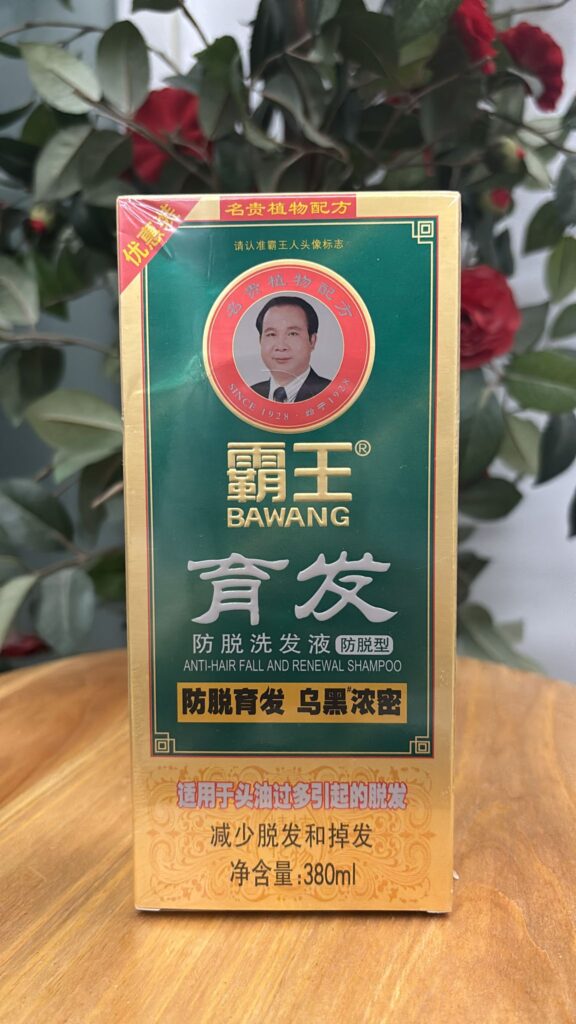 优惠装
名贵植物配方
请认准霸王人头像标志
名贵植物配方
SINCE 1928 · 始于1928
霸王®
BAWANG
育发
防脱洗发液 防脱型
ANTI-HAIR FALL AND RENEWAL SHAMPOO
防脱育发 乌黑#浓密
适用于头油过多引起的脱发
减少脱发和掉发
净含量:380ml